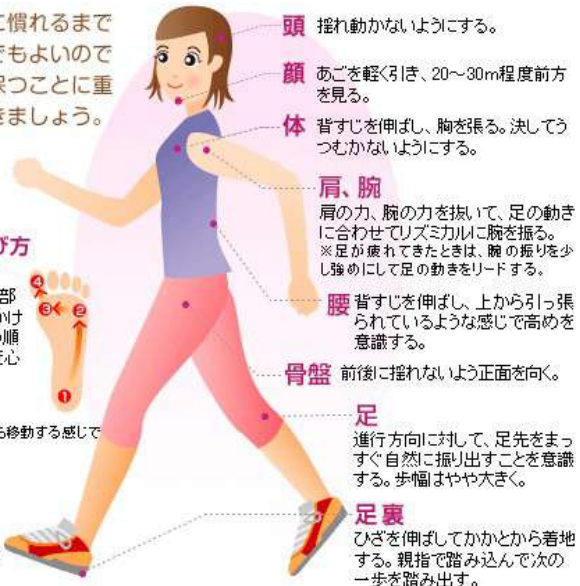 に慣れるまで
でもよいので
保つことに重
きましょう。
び方
部
け
順
心
ら移動する感じで
4
3
2
1
頭 揺れ動かないようにする。
顔 あごを軽く引き、20～30m程度前方
を見る。
体 背すじを伸ばし、胸を張る。決してう
つむかないようにする。
肩、腕
肩の力、腕の力を抜いて、足の動き
に合わせてリズミカルに腕を振る。
※足が疲れてきたときは、腕の振りを少
し強めにして足の動きをリードする。
腰 背すじを伸ばし、上から引っ張
られているような感じで高めを
意識する。
骨盤 前後に揺れないよう正面を向く。
足
進行方向に対して、足先をまっ
すぐ自然に振り出すことを意識
する。歩幅はやや大きく。
足裏
ひざを伸ばしてかかとから着地
する。親指で踏み込んで次の
一歩を踏み出す。